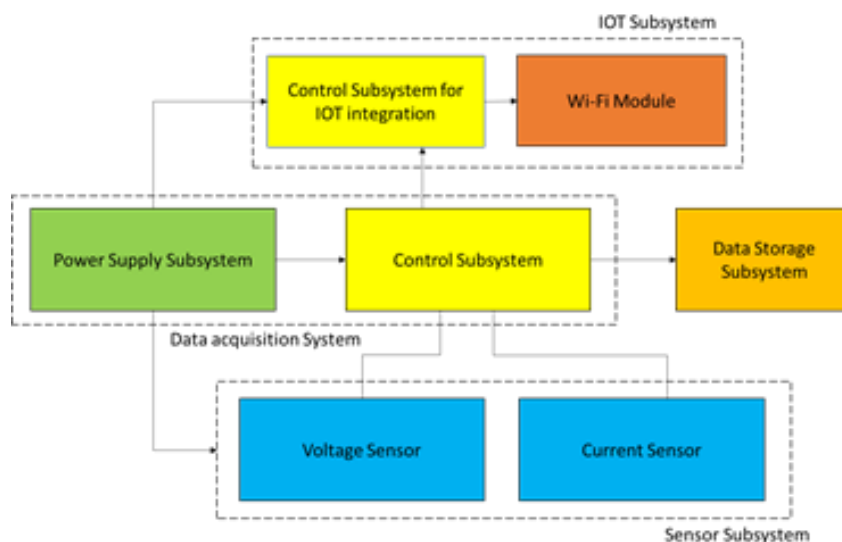 IOT Subsystem
Control Subsystem for
IOT integration
Wi-Fi Module
Power Supply Subsystem
Control Subsystem
Data Storage
Subsystem
Data acquisition System
Voltage Sensor
Current Sensor
Sensor Subsystem